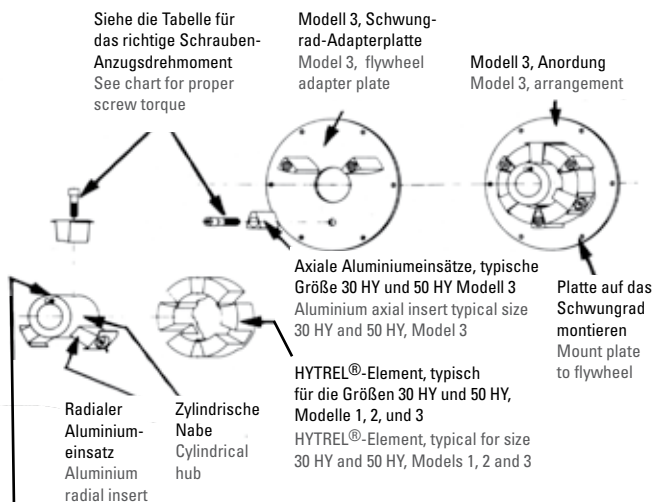 Siehe die Tabelle für
das richtige Schrauben-
Anzugsdrehmoment
See chart for proper
screw torque
Modell 3, Schwung-
rad-Adapterplatte
Model 3, flywheel
adapter plate
Modell 3, Anordung
Model 3, arrangement
Axiale Aluminiumeinsätze, typische
Größe 30 HY und 50 HY Modell 3
Aluminium axial insert typical size
30 HY and 50 HY, Model 3
Platte auf das
Schwungrad
montieren
Mount plate
to flywheel
HYTREL®-Element, typisch
für die Größen 30 HY und 50 HY,
Modelle 1, 2, und 3
HYTREL®-Element, typical for size
30 HY and 50 HY, Models 1, 2 and 3
Radialer
Aluminium-
einsatz
Aluminium
radial insert
Zylindrische
Nabe
Cylindrical
hub